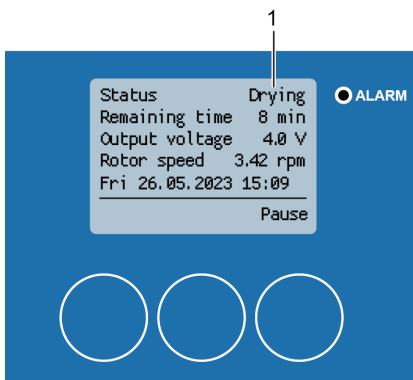 1
Status Drying
ALARM
Remaining time 8 min
Output voltage 4.0 V
Rotor speed 3.42 rpm
Fri 26.05.2023 15:09
Pause